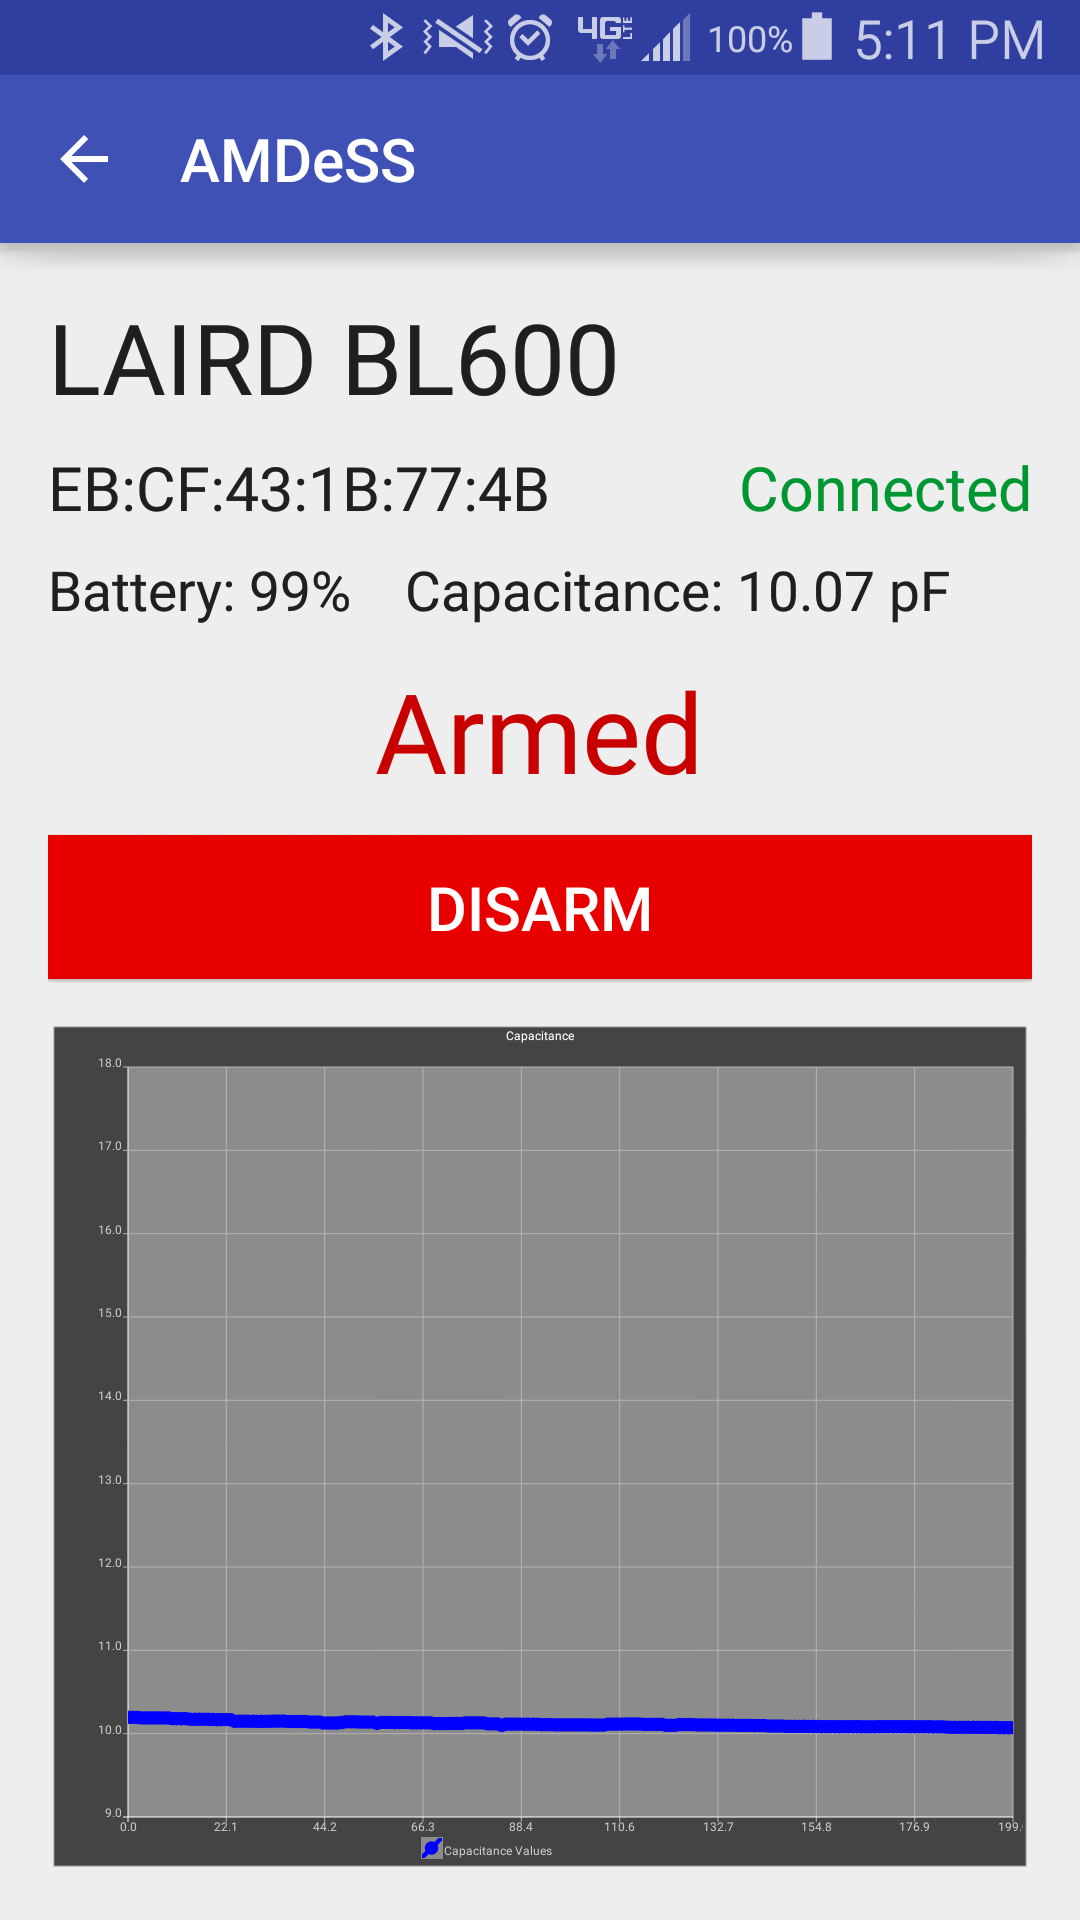 4G LTE 100% 5:11 PM
AMDeSS
LAIRD BL600
EB:CF:43:1B:77:4B Connected
Battery: 99% Capacitance: 10.07 pF
Armed
DISARM
Capacitance
18.0
17.0
16.0
15.0
14.0
13.0
12.0
11.0
10.0
9.0
0.0 22.1 44.2 66.3 88.4 110.6 132.7 154.8 176.9 199.
Capacitance Values